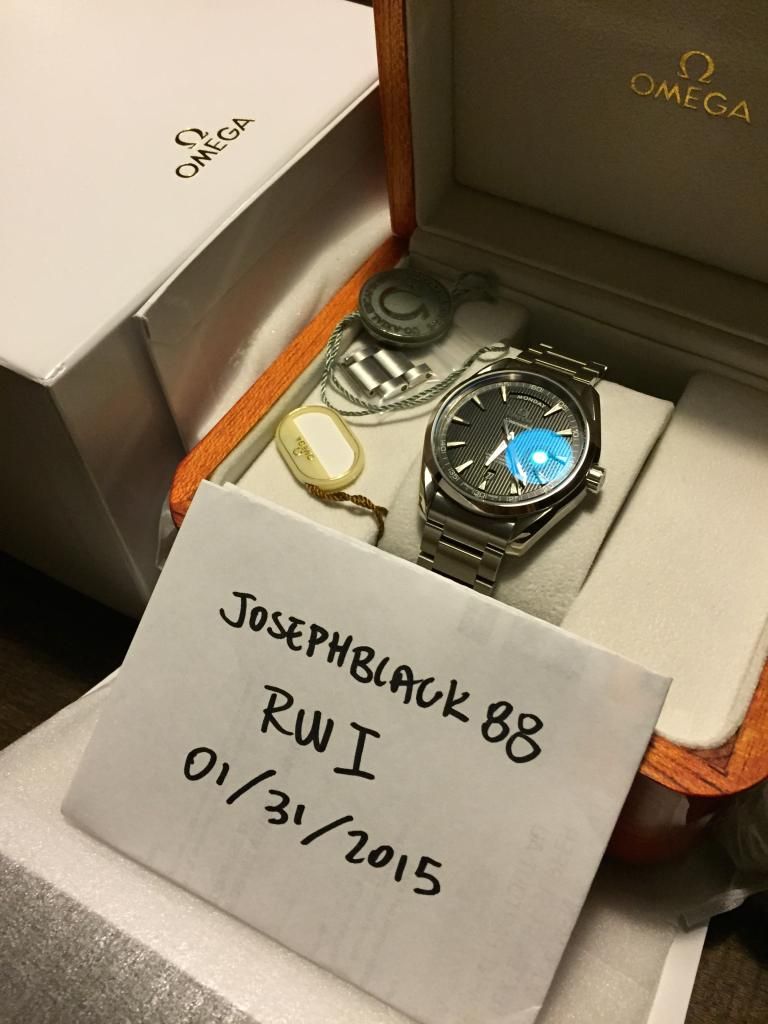 Ω
OMEGA
Ω
OMEGA
MONDAY
JOSEPHBLACK88
RWI
01/31/2015